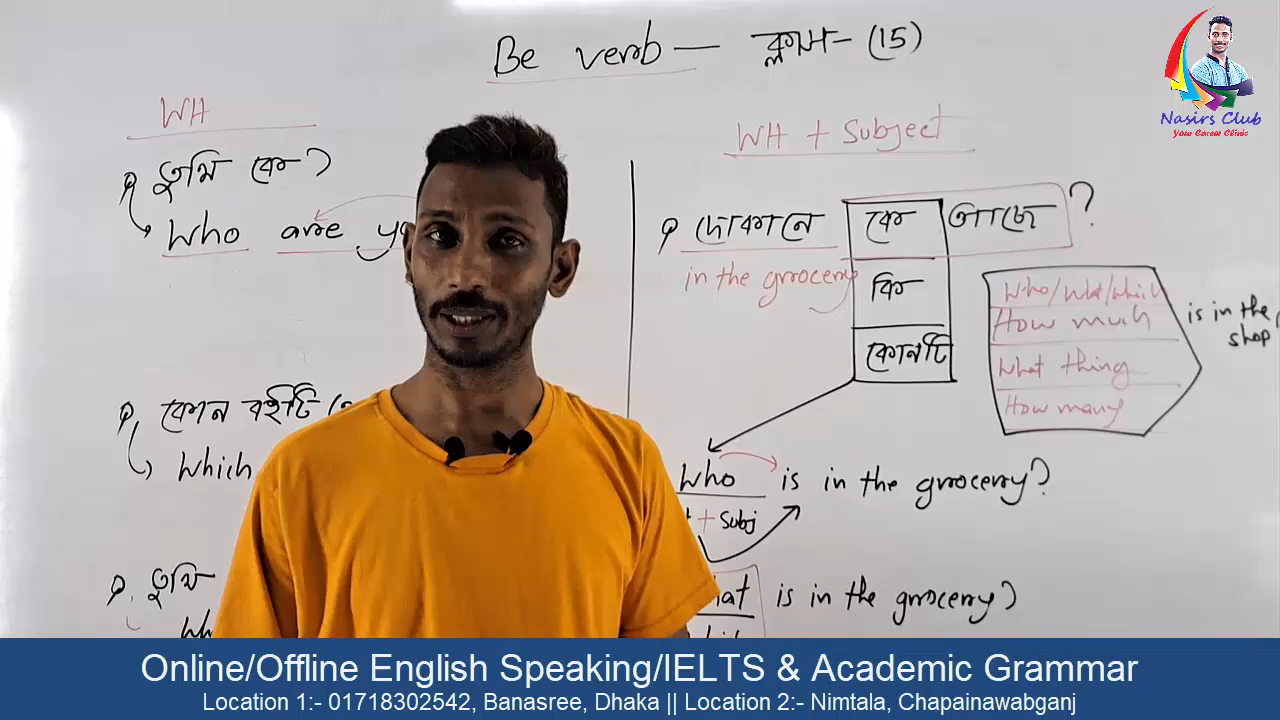 Be verb — ক্লাস- (15)
Nasirs Club
Your Career Clinic
WH
তুমি কে?
Who are
কোন বইটি
Which
তুমি
WH + Subject
দোকানে কে আছে ?
in the grocery
কি
কোনটি
Who/What/Which
How much
What thing
How many
is in the
shop
Who is in the grocery?
+ Subj
is in the grocery?
Online/Offline English Speaking/IELTS & Academic Grammar
Location 1:- 01718302542, Banasree, Dhaka || Location 2:- Nimtala, Chapainawabganj